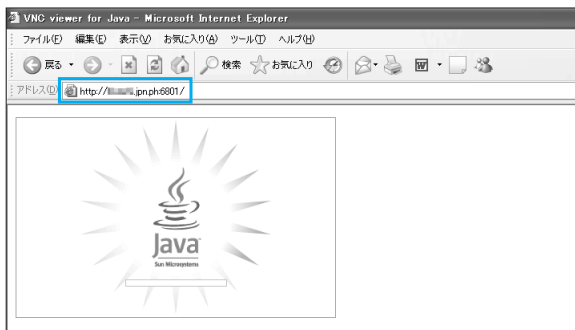 VNC viewer for Java - Microsoft Internet Explorer
ファイル(F) 編集(E) 表示(V) お気に入り(A) ツール(T) ヘルプ(H)
戻る 検索 お気に入り
アドレス(D) http:// .jpn.ph:6801/
Java
Sun Microsystems